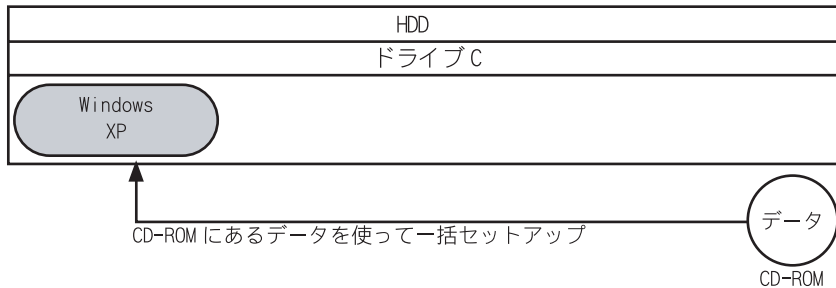 HDD
ドライブC
Windows
XP
CD-ROMにあるデータを使って一括セットアップ
データ
CD-ROM